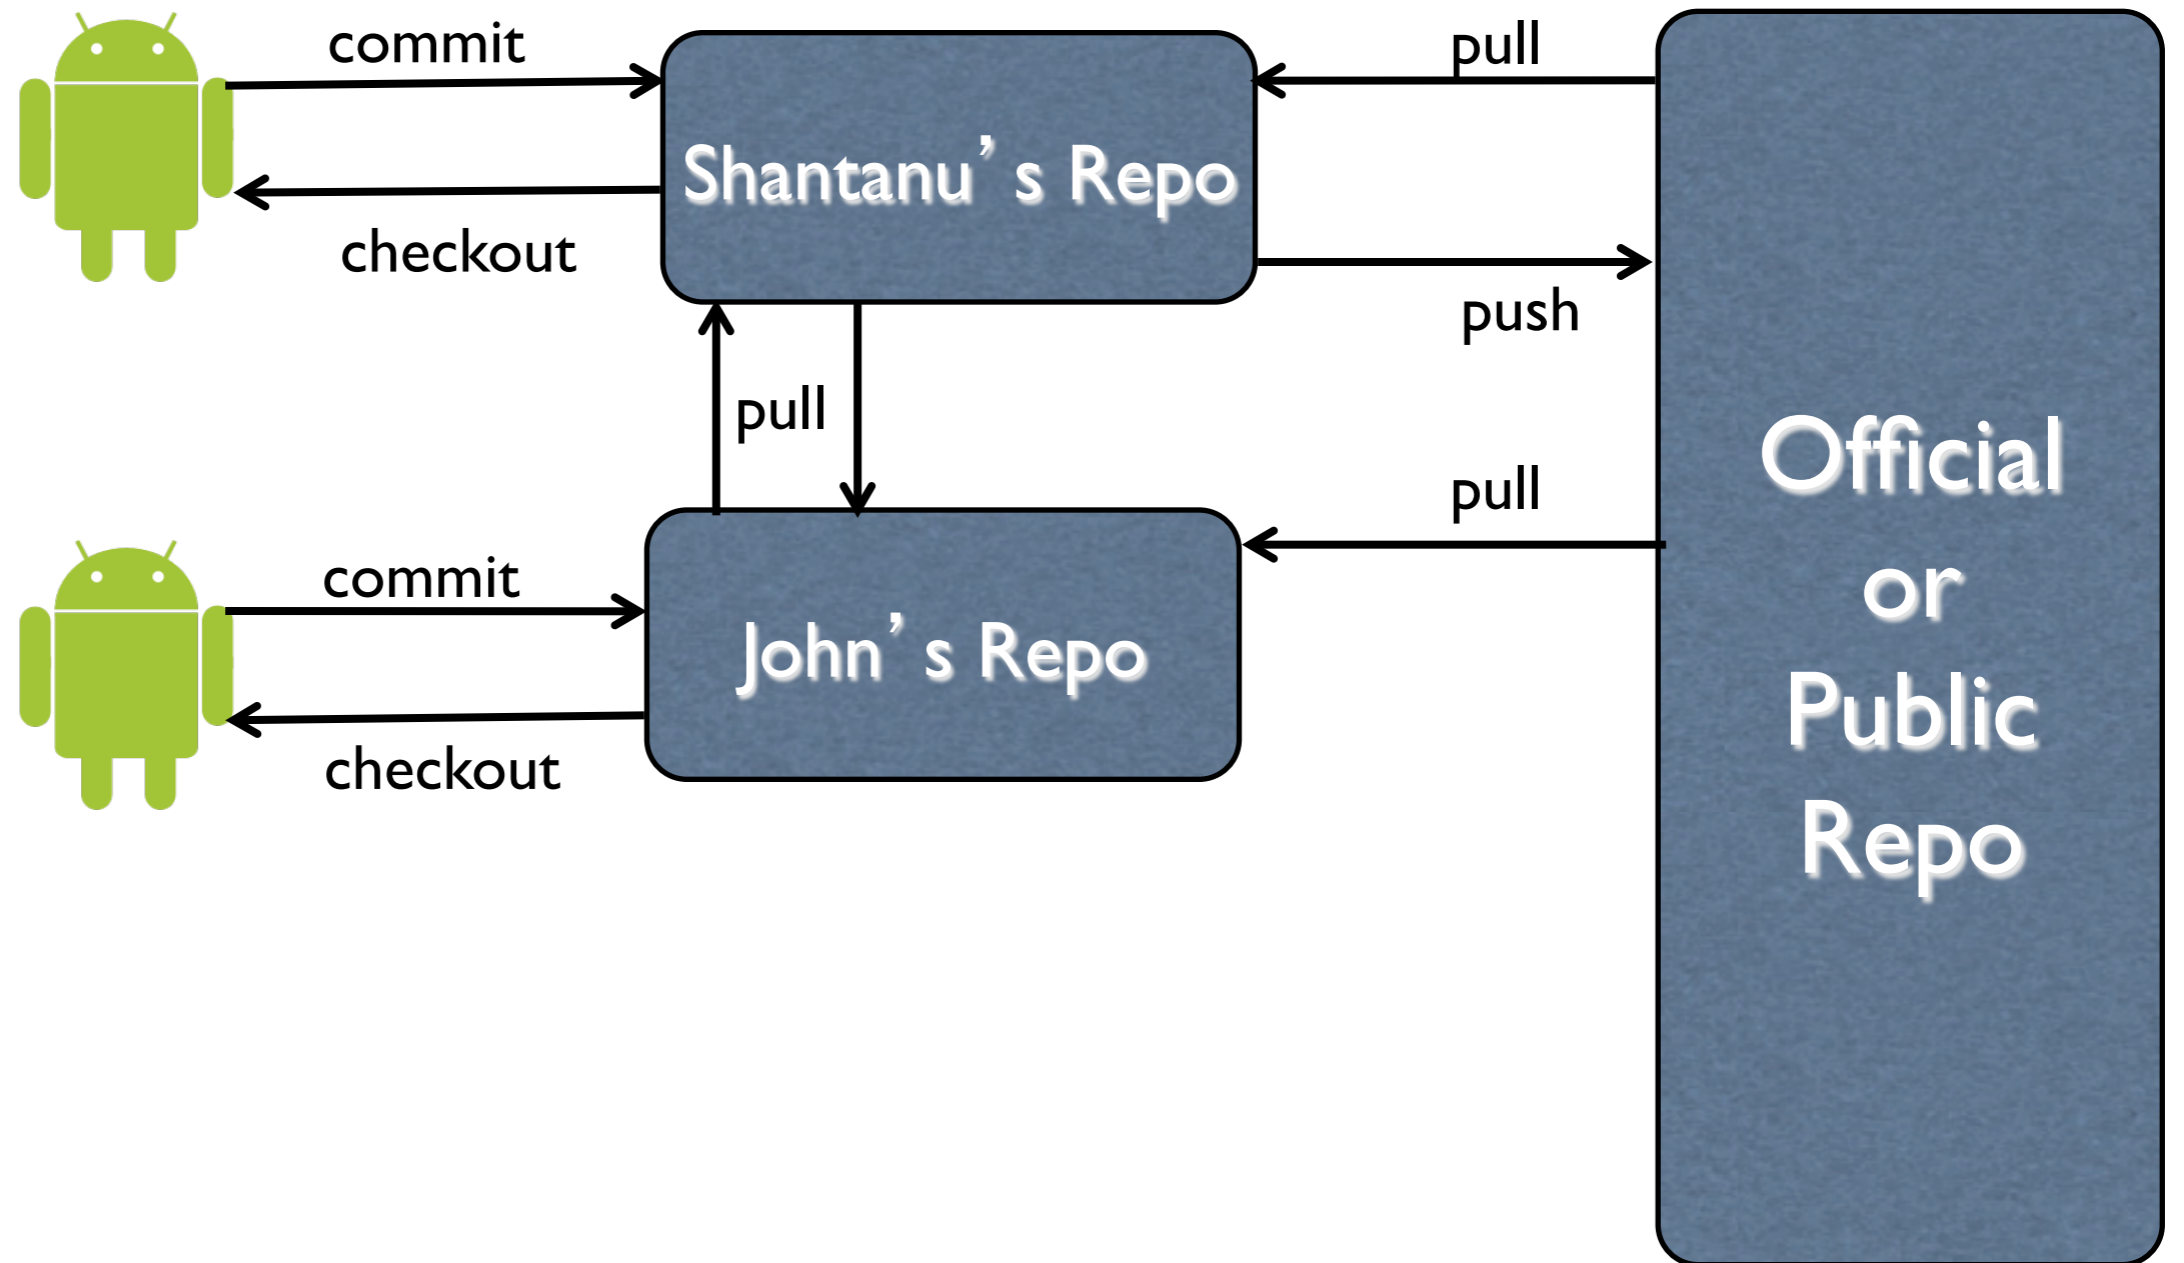 commit
Shantanu’s Repo
pull
checkout
push
pull
pull
commit
John’s Repo
checkout
Official
or
Public
Repo